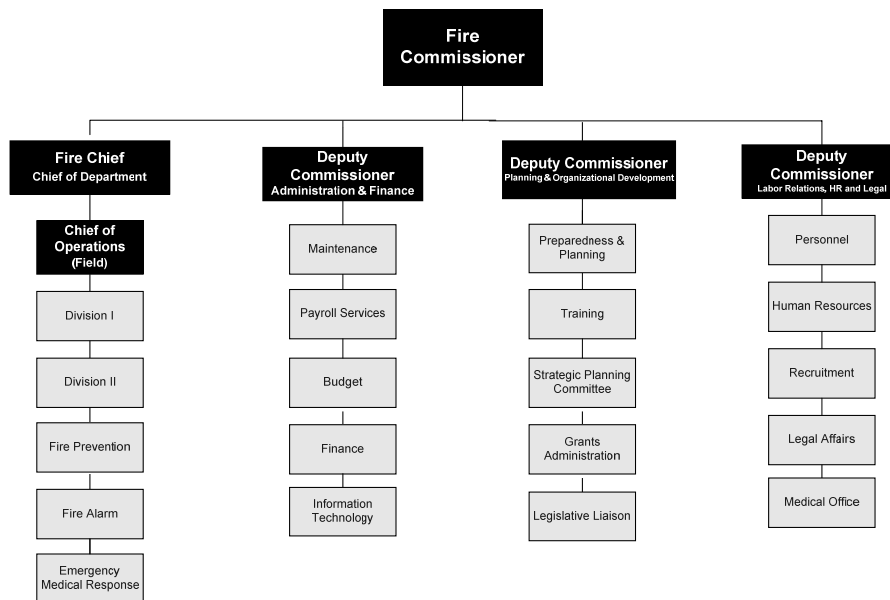 Fire
Commissioner
Fire Chief
Chief of Department
Chief of
Operations
(Field)
Division I
Division II
Fire Prevention
Fire Alarm
Emergency
Medical Response
Deputy
Commissioner
Administration & Finance
Maintenance
Payroll Services
Budget
Finance
Information
Technology
Deputy Commissioner
Planning & Organizational Development
Preparedness &
Planning
Training
Strategic Planning
Committee
Grants
Administration
Legislative Liaison
Deputy
Commissioner
Labor Relations, HR and Legal
Personnel
Human Resources
Recruitment
Legal Affairs
Medical Office